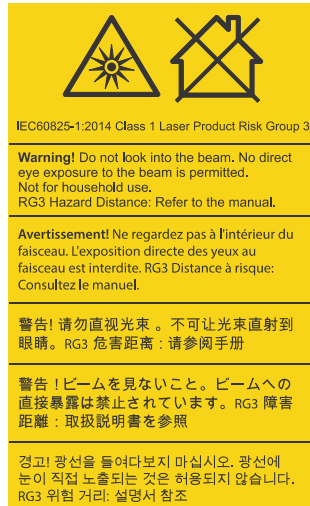 IEC60825-1:2014 Class 1 Laser Product Risk Group 3
Warning! Do not look into the beam. No direct
eye exposure to the beam is permitted.
Not for household use.
RG3 Hazard Distance: Refer to the manual.
Avertissement! Ne regardez pas à l'intérieur du
faisceau. L'exposition directe des yeux au
faisceau est interdite. RG3 Distance à risque:
Consultez le manuel.
警告! 请勿直视光束 。不可让光束直射到
眼睛。RG3 危害距离 : 请参阅手册
警告 ! ビームを見ないこと。ビームへの
直接暴露は禁止されています。RG3 障害
距離 : 取扱説明書を参照
경고! 광선을 들여다보지 마십시오. 광선에
눈이 직접 노출되는 것은 허용되지 않습니다.
RG3 위험 거리: 설명서 참조